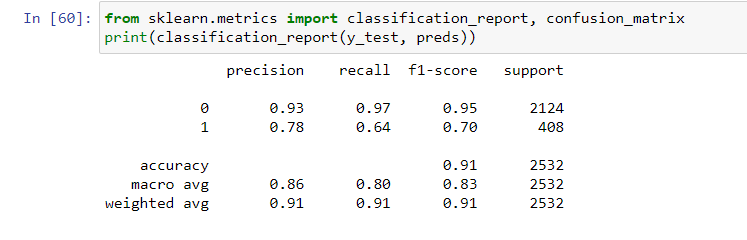 In [60]: from sklearn.metrics import classification_report, confusion_matrix
print(classification_report(y_test, preds))
precision recall f1-score support
0 0.93 0.97 0.95 2124
1 0.78 0.64 0.70 408
accuracy 0.91 2532
macro avg 0.86 0.80 0.83 2532
weighted avg 0.91 0.91 0.91 2532